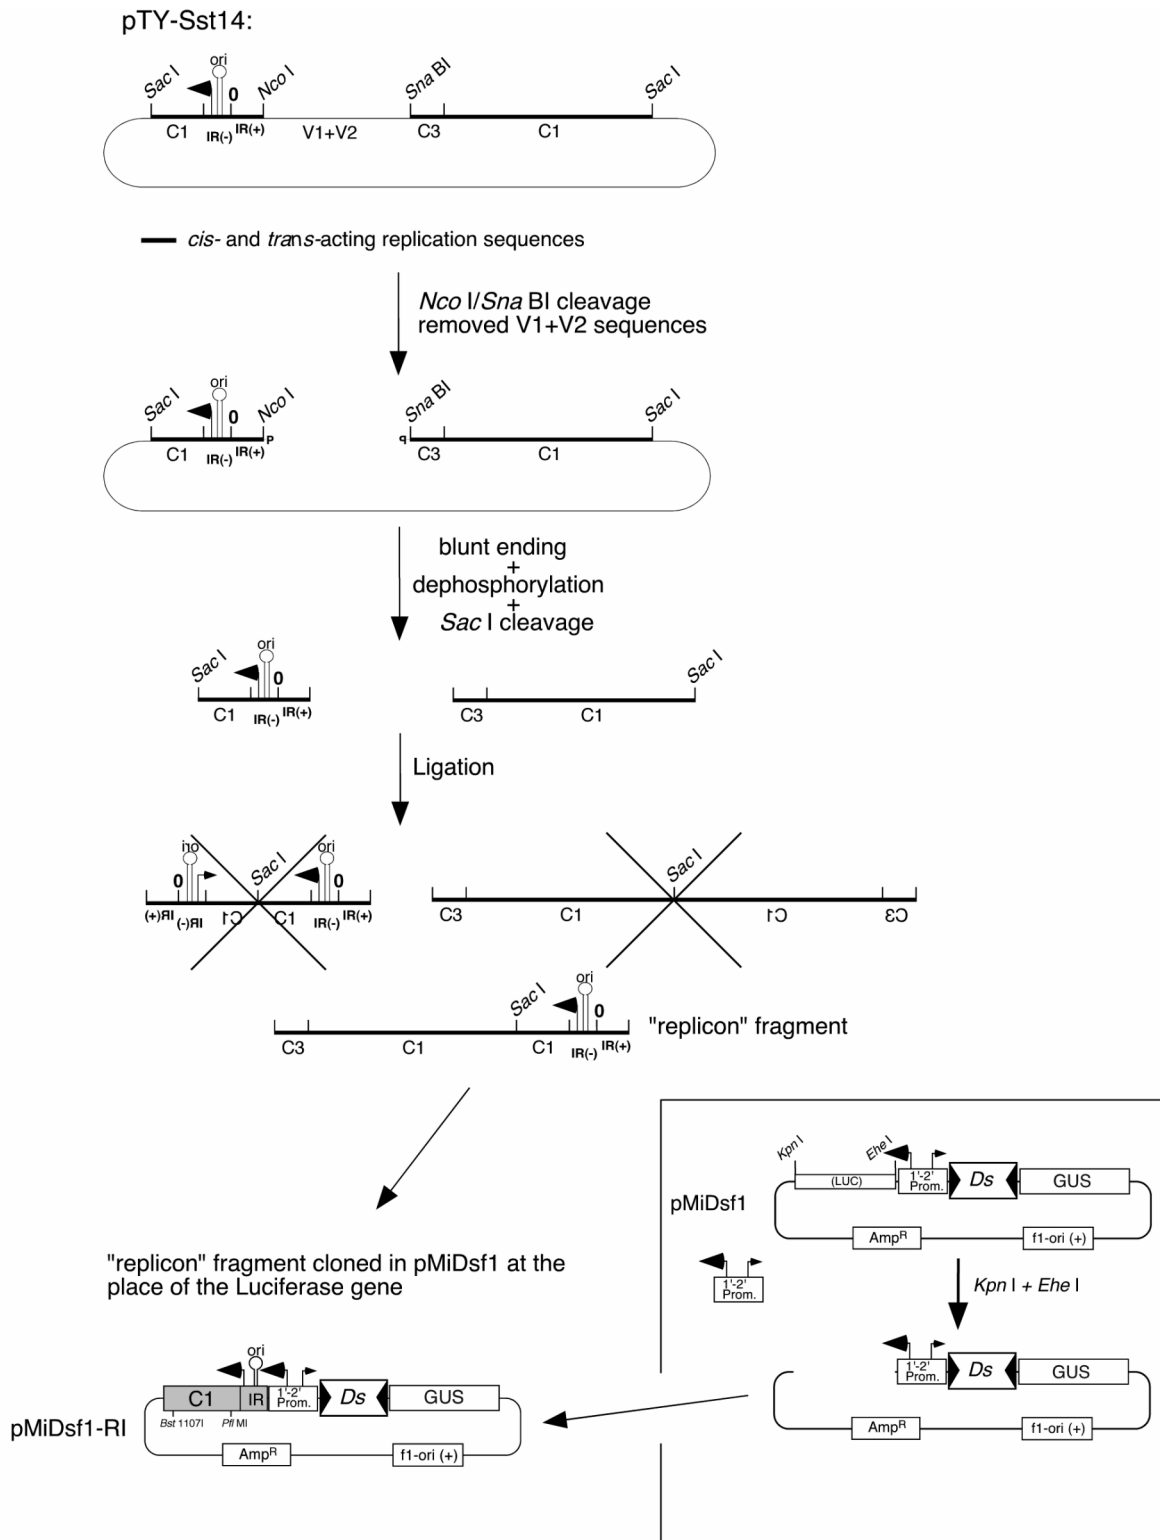 pTY-Sst14:
Sac I
ori
0
Nco I
Sna BI
Sac I
C1
IR(-)
IR(+)
V1+V2
C3
C1
cis- and trans-acting replication sequences
Nco I/Sna BI cleavage
removed V1+V2 sequences
Sac I
ori
0
Nco I
P
Sna BI
P
Sac I
C1
IR(-)
IR(+)
C3
C1
blunt ending
+
dephosphorylation
+
Sac I cleavage
Sac I
ori
0
Sac I
C1
IR(-)
IR(+)
C3
C1
Ligation
ori
0
Sac I
ori
0
IR(+)
IR(-)
C1
C1
IR(-)
IR(+)
Sac I
C3
C1
C1
C3
Sac I
ori
0
C3
C1
C1
IR(-)
IR(+)
"replicon" fragment
Kpn I
Ehe I
(LUC)
1'-2'
Prom.
Ds
GUS
pMiDsf1
AmpR
f1-ori (+)
1'-2'
Prom.
Kpn I + Ehe I
"replicon" fragment cloned in pMiDsf1 at the
place of the Luciferase gene
1'-2'
Prom.
Ds
GUS
AmpR
f1-ori (+)
ori
C1
IR
1'-2'
Prom.
Ds
GUS
Bst 1107I
Pfl MI
pMiDsf1-RI
AmpR
f1-ori (+)